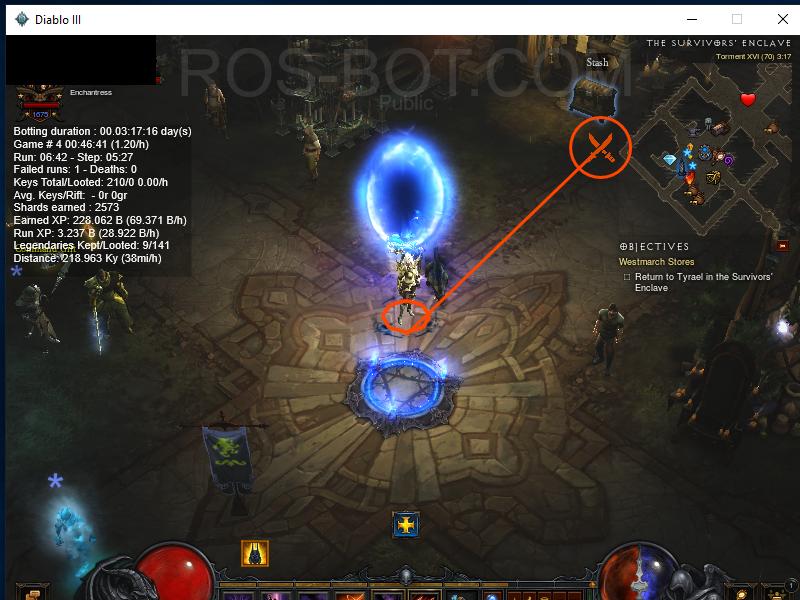 Diablo III
ROS-BOT.COM
THE SURVIVORS' ENCLAVE
Torment XVI (70) 3:17
Stash
Public
Enchantress
1675
Botting duration : 00.03:17:16 day(s)
Game # 4 00:46:41 (1.20/h)
Run: 06:42 - Step: 05:27
Failed runs: 1 - Deaths: 0
Keys Total/Looted: 210/0 0.00/h
Avg. Keys/Rift: - 0r 0gr
Shards earned : 2573
Earned XP: 228.062 B (69.371 B/h)
Run XP: 3.237 B (28.922 B/h)
Legendaries Kept/Looted: 9/141
Distance: 218.963 Ky (38mi/h)
OBJECTIVES
Westmarch Stores
Return to Tyrael in the Survivors'
Enclave
1